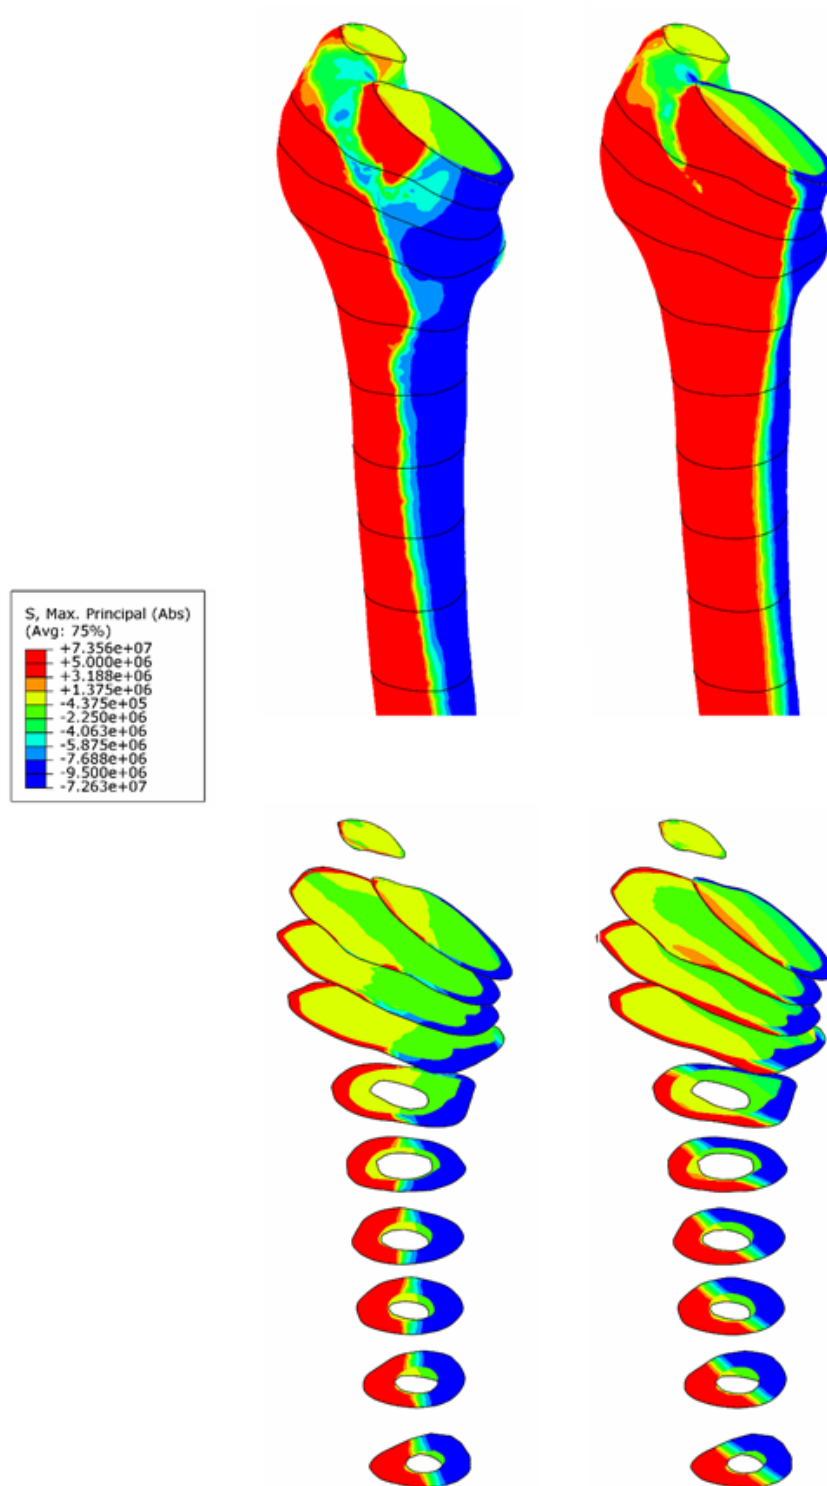 S, Max. Principal (Abs)
(Avg: 75%)
+7.356e+07
+5.000e+06
+3.188e+06
+1.375e+06
-4.375e+05
-2.250e+06
-4.063e+06
-5.875e+06
-7.688e+06
-9.500e+06
-7.263e+07